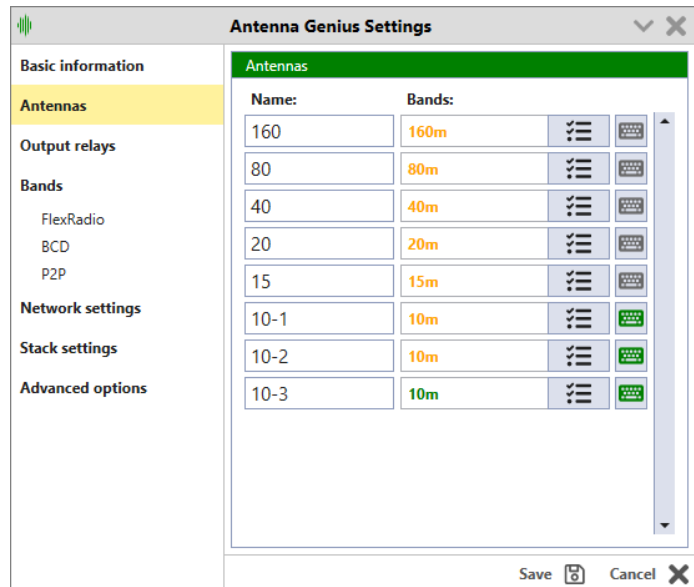 Antenna Genius Settings
Basic information
Antennas
Output relays
Bands
FlexRadio
BCD
P2P
Network settings
Stack settings
Advanced options
Antennas
Name: Bands:
160 160m
80 80m
40 40m
20 20m
15 15m
10-1 10m
10-2 10m
10-3 10m
Save Cancel